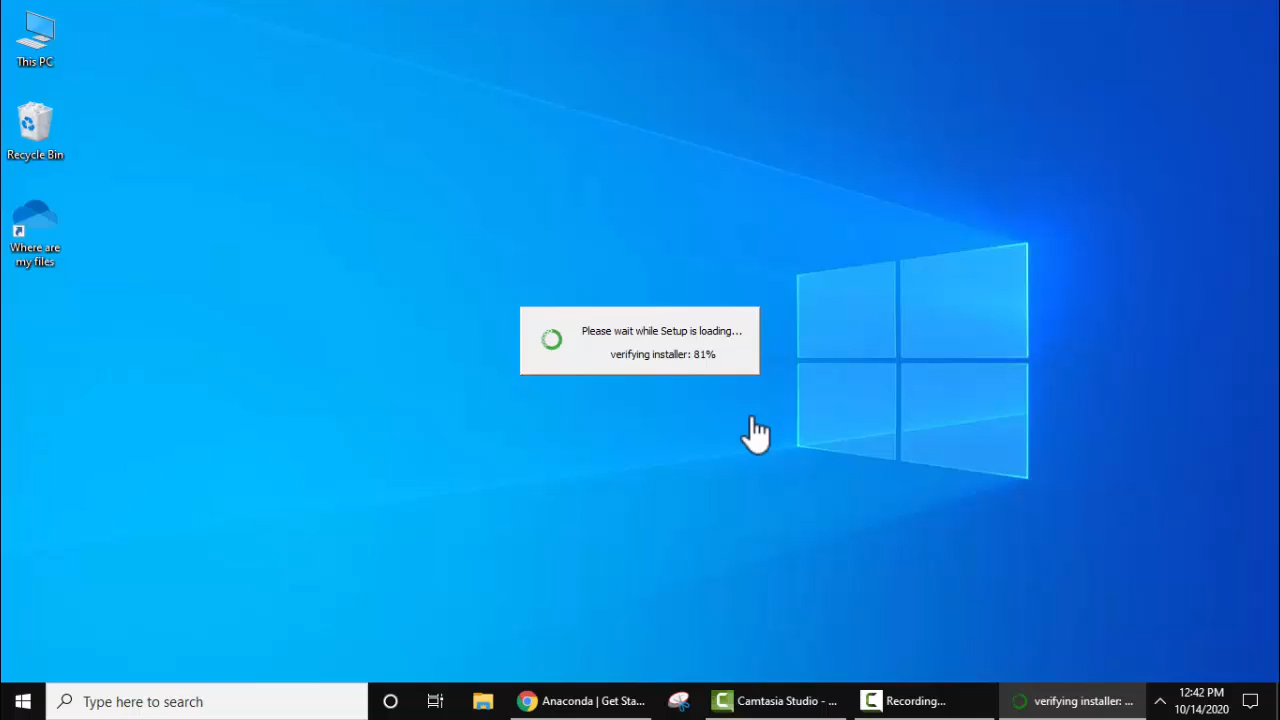 This PC
Recycle Bin
Where are
my files
Please wait while Setup is loading...
verifying installer: 81%
Type here to search
Anaconda | Get Sta...
Camtasia Studio - ...
Recording...
verifying installer: ...
12:42 PM
10/14/2020